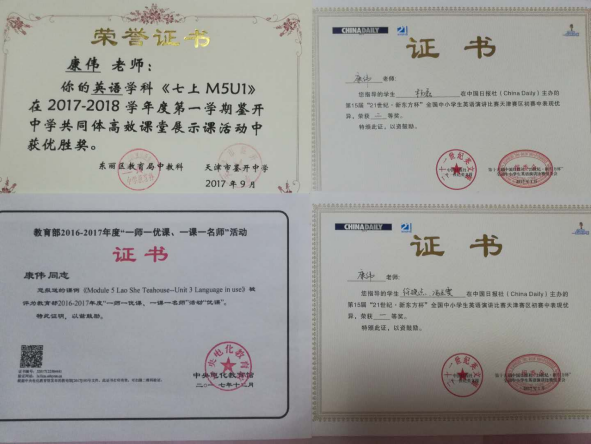 荣誉证书
康伟 老师：
你的英语学科《七上 M5U1》
在 2017-2018 学年度第一学期鉴开
中学共同体高效课堂展示课活动中
获优胜奖。
东丽区教育局中教科 天津市鉴开中学
2017 年 9 月
CHINADAILY 21
证书
康伟 老师：
您指导的学生 在中国日报社（China Daily）主办的
第15届“21世纪·新东方杯”全国中小学生英语演讲比赛天津赛区初赛中表现优
异，荣获 二 等奖。
特颁此证，以资鼓励。
教育部2016-2017年度“一师一优课、一课一名师”活动
证书
康伟 同志
您报送的课例《Module 5 Lao She Teahouse--Unit 3 Language in use》被
评为教育部2016-2017年度“一师一优课、一课一名师”活动“优课”。
特此证明，以兹鼓励。
中央电化教育馆
二〇一七年十二月
CHINADAILY 21
证书
康伟 老师：
您指导的学生 在中国日报社（China Daily）主办的
第15届“21世纪·新东方杯”全国中小学生英语演讲比赛天津赛区初赛中表现优
异，荣获 一 等奖。
特颁此证，以资鼓励。